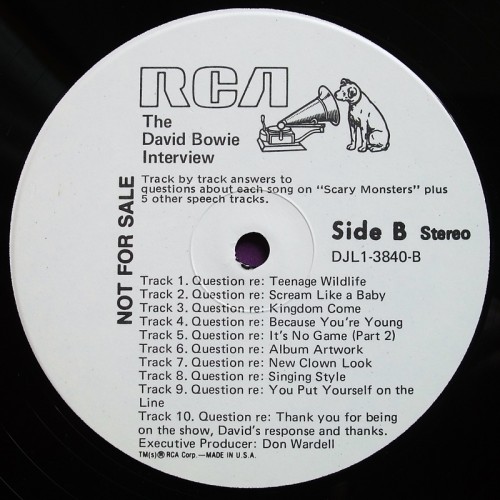 RCA
The
David Bowie
Interview
Track by track answers to
questions about each song on "Scary Monsters" plus
5 other speech tracks.
NOT FOR SALE
Side B Stereo
DJL1-3840-B
Track 1. Question re: Teenage Wildlife
Track 2. Question re: Scream Like a Baby
Track 3. Question re: Kingdom Come
Track 4. Question re: Because You're Young
Track 5. Question re: It's No Game (Part 2)
Track 6. Question re: Album Artwork
Track 7. Question re: New Clown Look
Track 8. Question re: Singing Style
Track 9. Question re: You Put Yourself on the
Line
Track 10. Question re: Thank you for being
on the show, David's response and thanks.
Executive Producer: Don Wardell
TM(s)® RCA Corp.—MADE IN U.S.A.